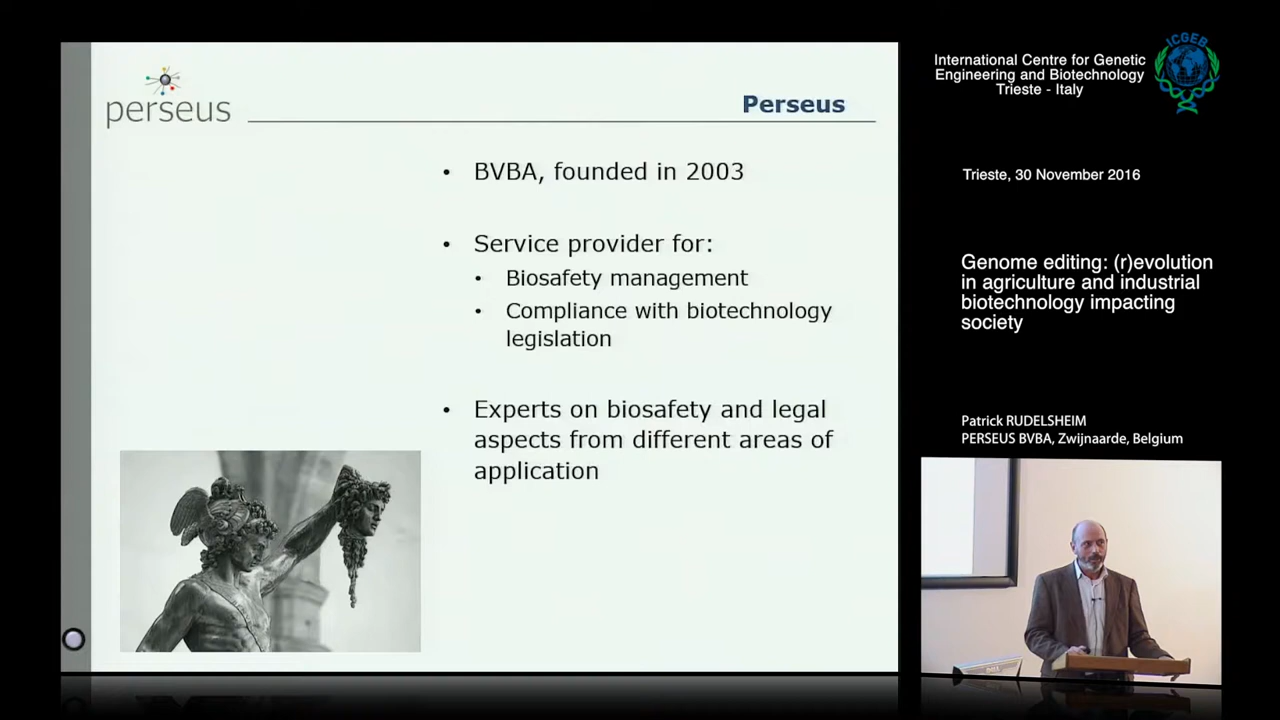 perseus
Perseus
• BVBA, founded in 2003
• Service provider for:
• Biosafety management
• Compliance with biotechnology
legislation
• Experts on biosafety and legal
aspects from different areas of
application
International Centre for Genetic
Engineering and Biotechnology
Trieste - Italy
ICGEB
Trieste, 30 November 2016
Genome editing: (r)evolution
in agriculture and industrial
biotechnology impacting
society
Patrick RUDELSHEIM
PERSEUS BVBA, Zwijnaarde, Belgium